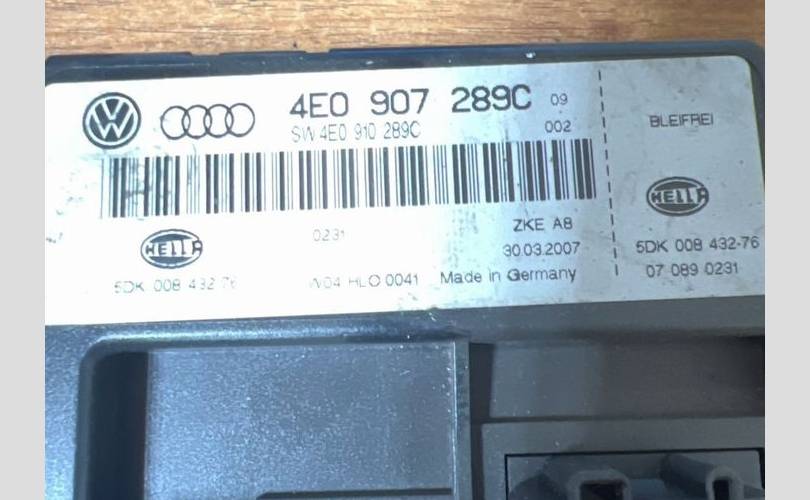 4E0 907 289C 09
SW 4E0 910 289C 002
BLEIFREI
HELLA
HELLA
0231
ZKE A8
30.03.2007
5DK 008 432-76
5DK 008 432-76
W04 HLO 0041
Made in Germany
07 089 0231